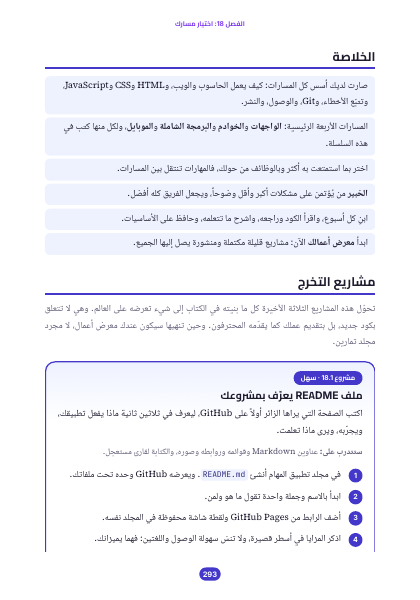 الفصل 18: اختيار مسارك
الخلاصة
صارت لديك أسس كل المسارات: كيف يعمل الحاسوب والويب، وHTML وCSS وJavaScript،
وتتبّع الأخطاء، وGit، والوصول، والنشر.
المسارات الأربعة الرئيسية: الواجهات والخوادم والبرمجة الشاملة والموبايل، ولكل منها كتب في
هذه السلسلة.
اختر بما استمتعت به أكثر وبالوظائف من حولك، فالمهارات تنتقل بين المسارات.
الخبير من يُؤتمن على مشكلات أكبر وأقل وضوحاً، ويجعل الفريق كله أفضل.
ابنِ كل أسبوع، واقرأ الكود وراجعه، واشرح ما تتعلمه، وحافظ على الأساسيات.
ابدأ معرض أعمالك الآن: مشاريع قليلة مكتملة ومنشورة يصل إليها الجميع.
مشاريع التخرج
تحوّل هذه المشاريع الثلاثة الأخيرة كل ما بنيته في الكتاب إلى شيء تعرضه على العالم. وهي لا تتعلق
بكود جديد، بل بتقديم عملك كما يقدّمه المحترفون. وحين تنهيها سيكون عندك معرض أعمال، لا مجرد
مجلد تمارين.
مشروع 18.1 · سهل
ملف README يعرّف بمشروعك
اكتب الصفحة التي يراها الزائر أولاً على GitHub، ليعرف في ثلاثين ثانية ماذا يفعل تطبيقك،
ويجرّبه، ويرى ماذا تعلمت.
ستتدرب على: عناوين Markdown وقوائمه وروابطه وصوره، والكتابة لقارئ مستعجل.
1 في مجلد تطبيق المهام أنشئ README.md. ويعرضه GitHub وحده تحت ملفاتك.
2 ابدأ بالاسم وجملة واحدة تقول ما هو ولمن.
3 أضف الرابط من GitHub Pages ولقطة شاشة محفوظة في المجلد نفسه.
4 اذكر المزايا في أسطر قصيرة، ولا تنسَ سهولة الوصول واللغتين: فهما يميزانك.
293